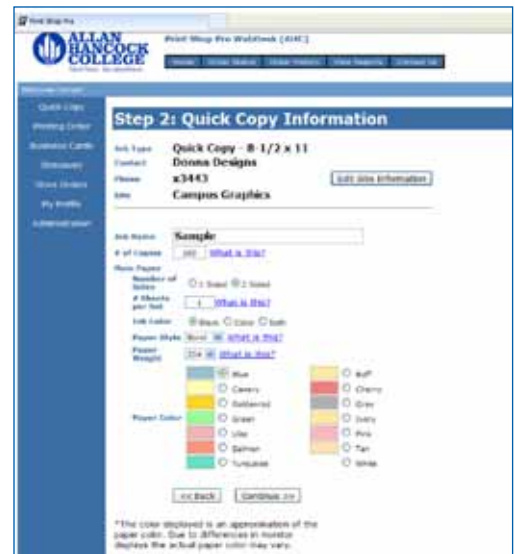 Print Shop Pro
ALLAN
HANCOCK
COLLEGE
Print Shop Pro WebDesk [AHC]
Home Order Status Order History View Reports Contact Us
Quick Copy
Printing Order
Business Cards
Stationery
Store Orders
My Profile
Administration
Step 2: Quick Copy Information
Job Type Quick Copy - 8-1/2 x 11
Contact Donna Designs
Phone x3443
Edit Site Information
Site Campus Graphics
Job Name Sample
# of Copies What is this?
Main Paper
Number of Sides 1 Sided 2 Sided
# Sheets per Set 1 What is this?
Ink Color Black Color Both
Paper Style Bond What is this?
Paper Weight 20# What is this?
Paper Color
Blue Buff
Canary Cherry
Goldenrod Gray
Green Ivory
Lilac Pink
Salmon Tan
Turquoise White
<< Back Continue >>
*The color displayed is an approximation of the
paper color. Due to differences in monitor
displays the actual paper color may vary.